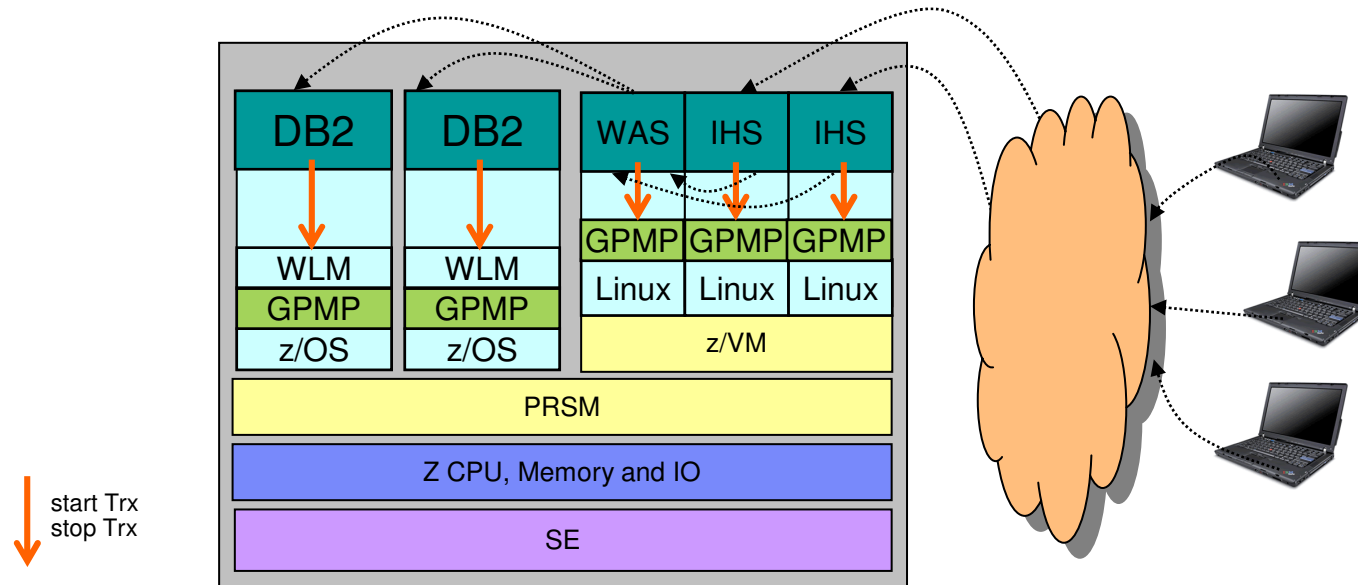 DB2
DB2
WAS
IHS
IHS
GPMP
GPMP
GPMP
WLM
WLM
Linux
Linux
Linux
GPMP
GPMP
z/OS
z/OS
z/VM
PRSM
Z CPU, Memory and IO
start Trx
stop Trx
SE